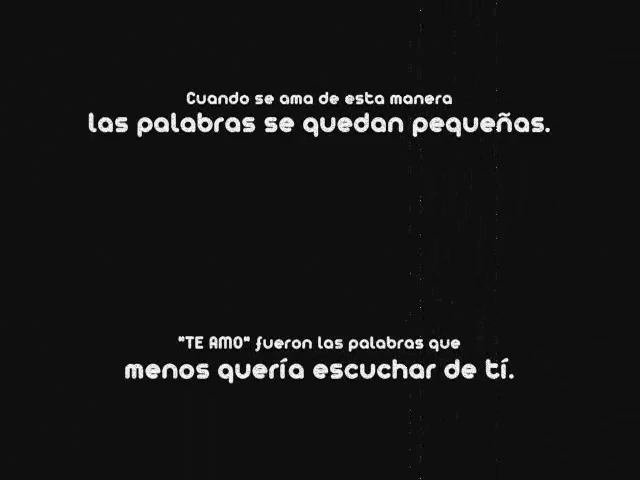 Cuando se ama de esta manera
las palabras se quedan pequeñas.
"TE AMO" fueron las palabras que
menos quería escuchar de tí.